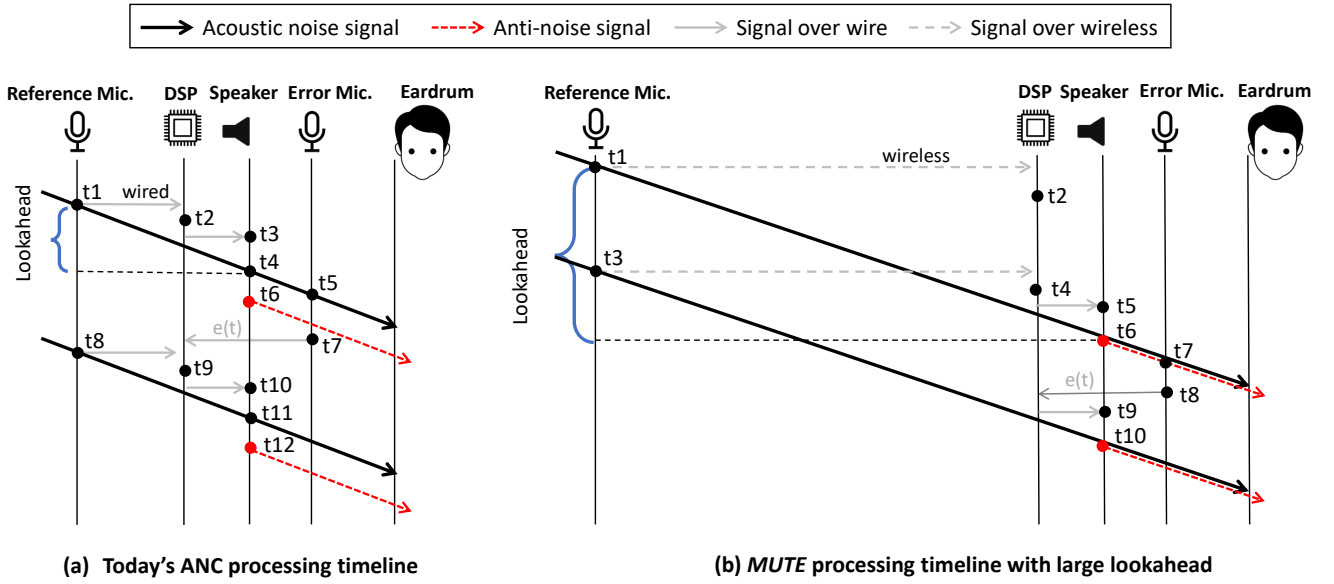 Acoustic noise signal Anti-noise signal Signal over wire Signal over wireless
Reference Mic. DSP Speaker Error Mic. Eardrum
t1 wired
t2
t3
t4
t5
t6
Lookahead
e(t)
t7
t8
t9
t10
t11
t12
(a) Today's ANC processing timeline
Reference Mic. DSP Speaker Error Mic. Eardrum
t1 wireless
t2
t3
t4
t5
t6
Lookahead
t7
e(t)
t8
t9
t10
(b) MUTE processing timeline with large lookahead